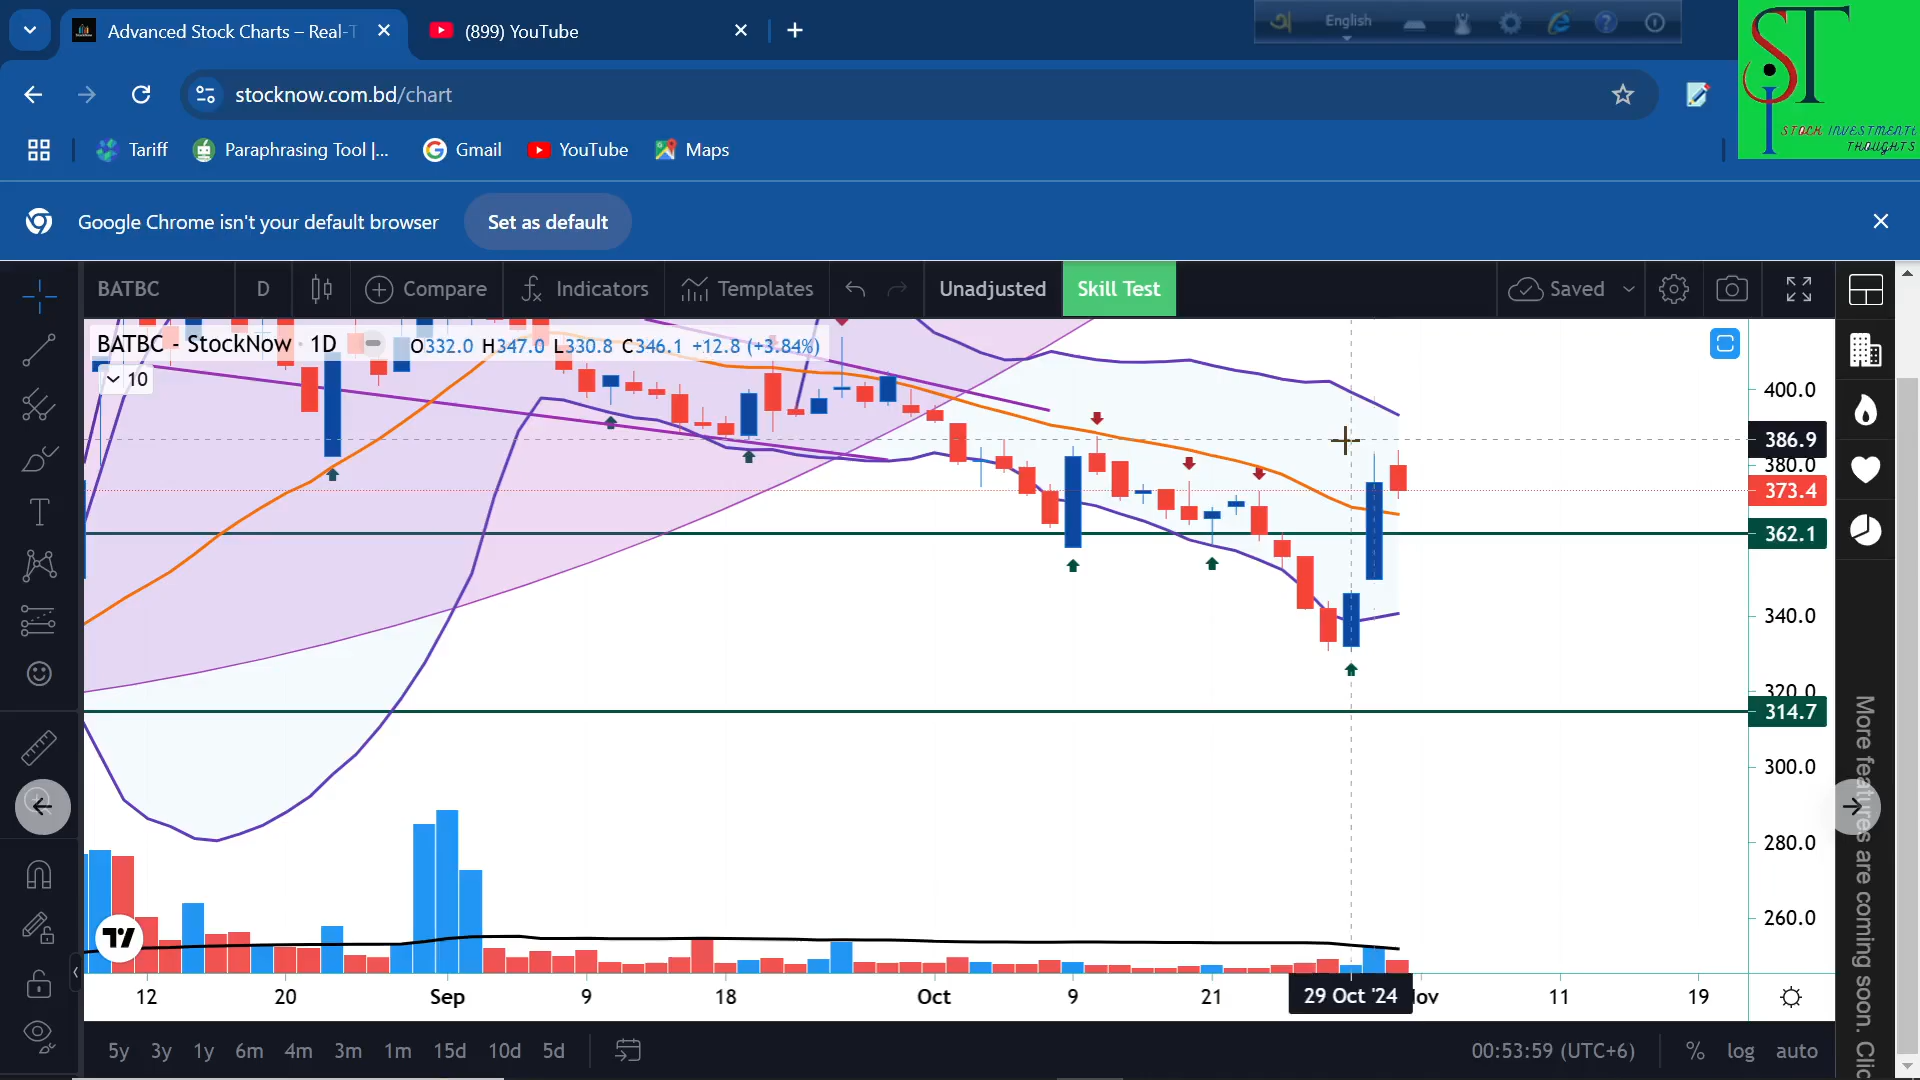 Advanced Stock Charts – Real-T
(899) YouTube
English
stocknow.com.bd/chart
ST
I
STOCK INVESTMENT
THOUGHTS
Tariff
Paraphrasing Tool |...
Gmail
YouTube
Maps
Google Chrome isn't your default browser
Set as default
BATBC
D
Compare
Indicators
Templates
Unadjusted
Skill Test
Saved
BATBC - StockNow · 1D
O332.0 H347.0 L330.8 C346.1 +12.8 (+3.84%)
10
400.0
386.9
380.0
373.4
362.1
340.0
320.0
314.7
300.0
280.0
260.0
More features are coming soon. Clic
12
20
Sep
9
18
Oct
9
21
29 Oct '24
ov
11
19
5y
3y
1y
6m
4m
3m
1m
15d
10d
5d
00:53:59 (UTC+6)
%
log
auto